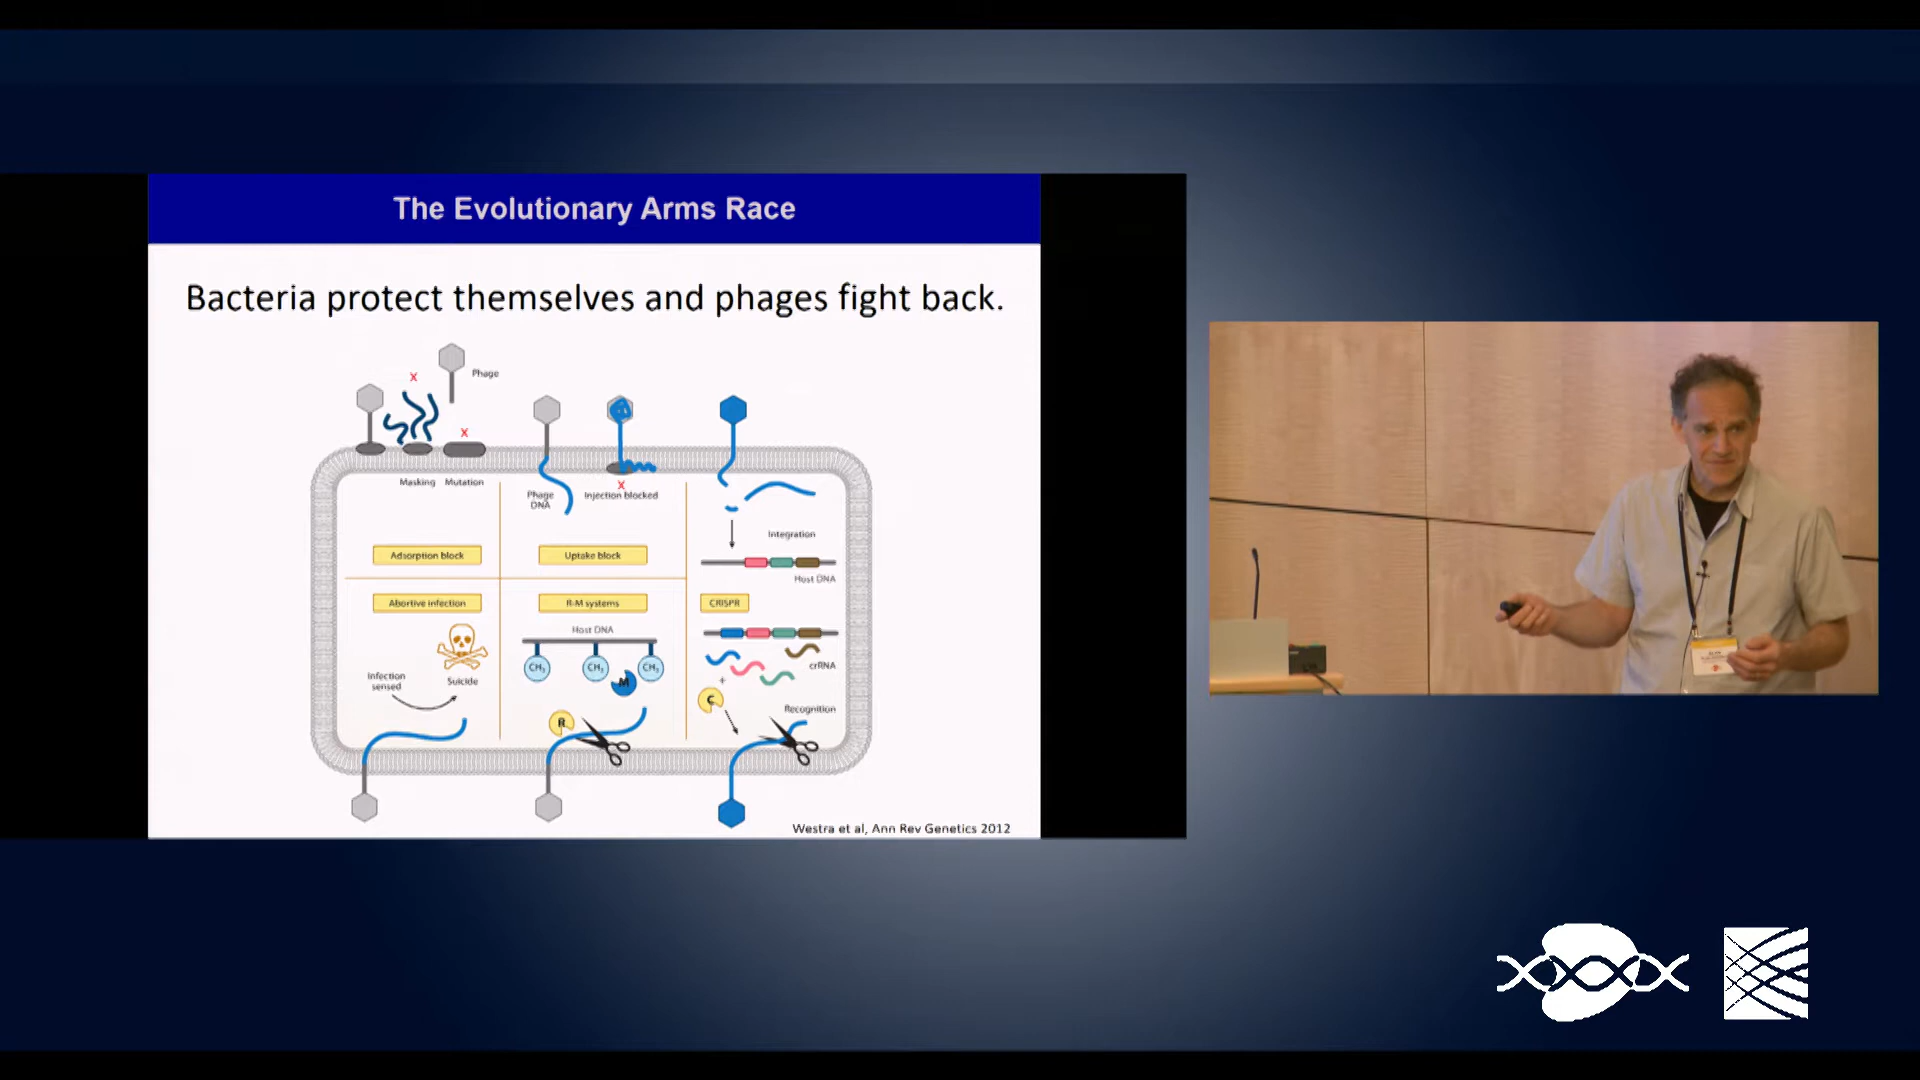 The Evolutionary Arms Race
Bacteria protect themselves and phages fight back.
X
Phage
X
Masking
Mutation
Phage
DNA
X
Injection blocked
Integration
Host DNA
Adsorption block
Uptake block
Abortive infection
R-M systems
CRISPR
Host DNA
CH3
CH3
CH3
M
crRNA
+
Infection
sensed
Suicide
C
R
Recognition
Westra et al, Ann Rev Genetics 2012